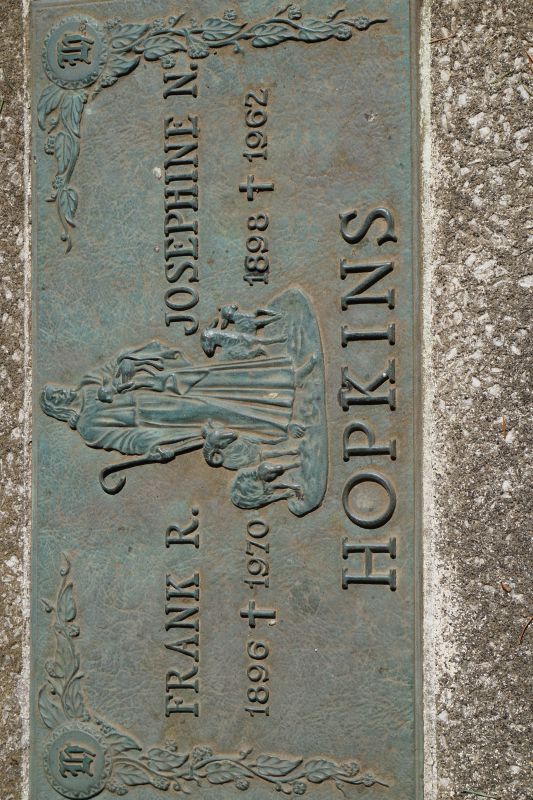 H
H
FRANK R.
1896 ✝ 1970
JOSEPHINE N.
1898 ✝ 1962
HOPKINS